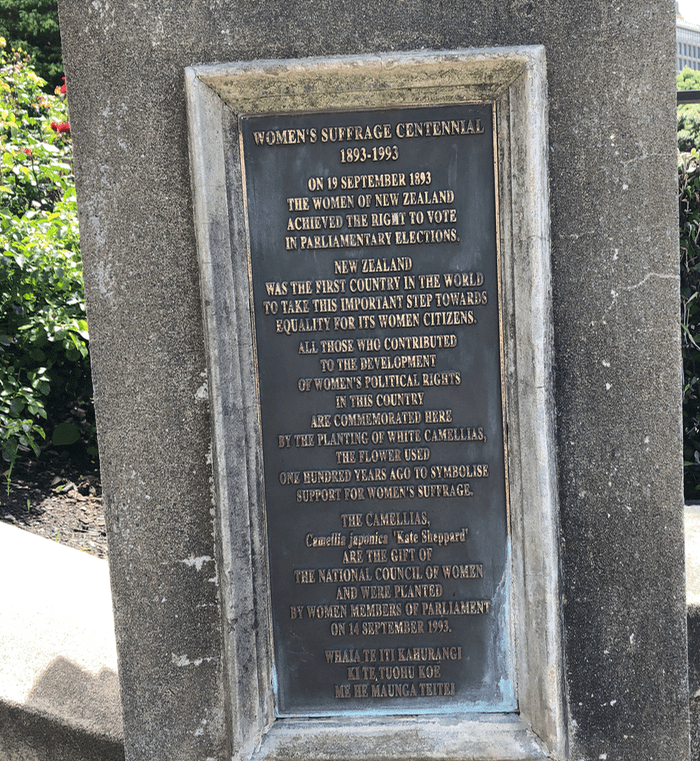 WOMEN'S SUFFRAGE CENTENNIAL
1893-1993
ON 19 SEPTEMBER 1893
THE WOMEN OF NEW ZEALAND
ACHIEVED THE RIGHT TO VOTE
IN PARLIAMENTARY ELECTIONS.
NEW ZEALAND
WAS THE FIRST COUNTRY IN THE WORLD
TO TAKE THIS IMPORTANT STEP TOWARDS
EQUALITY FOR ITS WOMEN CITIZENS.
ALL THOSE WHO CONTRIBUTED
TO THE DEVELOPMENT
OF WOMEN'S POLITICAL RIGHTS
IN THIS COUNTRY
ARE COMMEMORATED HERE
BY THE PLANTING OF WHITE CAMELLIAS,
THE FLOWER USED
ONE HUNDRED YEARS AGO TO SYMBOLISE
SUPPORT FOR WOMEN'S SUFFRAGE.
THE CAMELLIAS,
Camellia japonica 'Kate Sheppard'
ARE THE GIFT OF
THE NATIONAL COUNCIL OF WOMEN
AND WERE PLANTED
BY WOMEN MEMBERS OF PARLIAMENT
ON 14 SEPTEMBER 1993.
WHAIA TE ITI KAHURANGI
KI TE TUOHU KOE
ME HE MAUNGA TEITEI